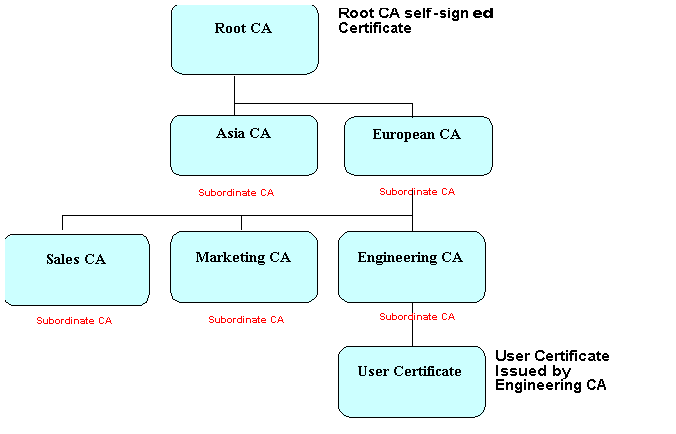 Root CA
Root CA self-signed
Certificate
Asia CA
European CA
Subordinate CA
Subordinate CA
Sales CA
Marketing CA
Engineering CA
Subordinate CA
Subordinate CA
Subordinate CA
User Certificate
User Certificate
Issued by
Engineering CA